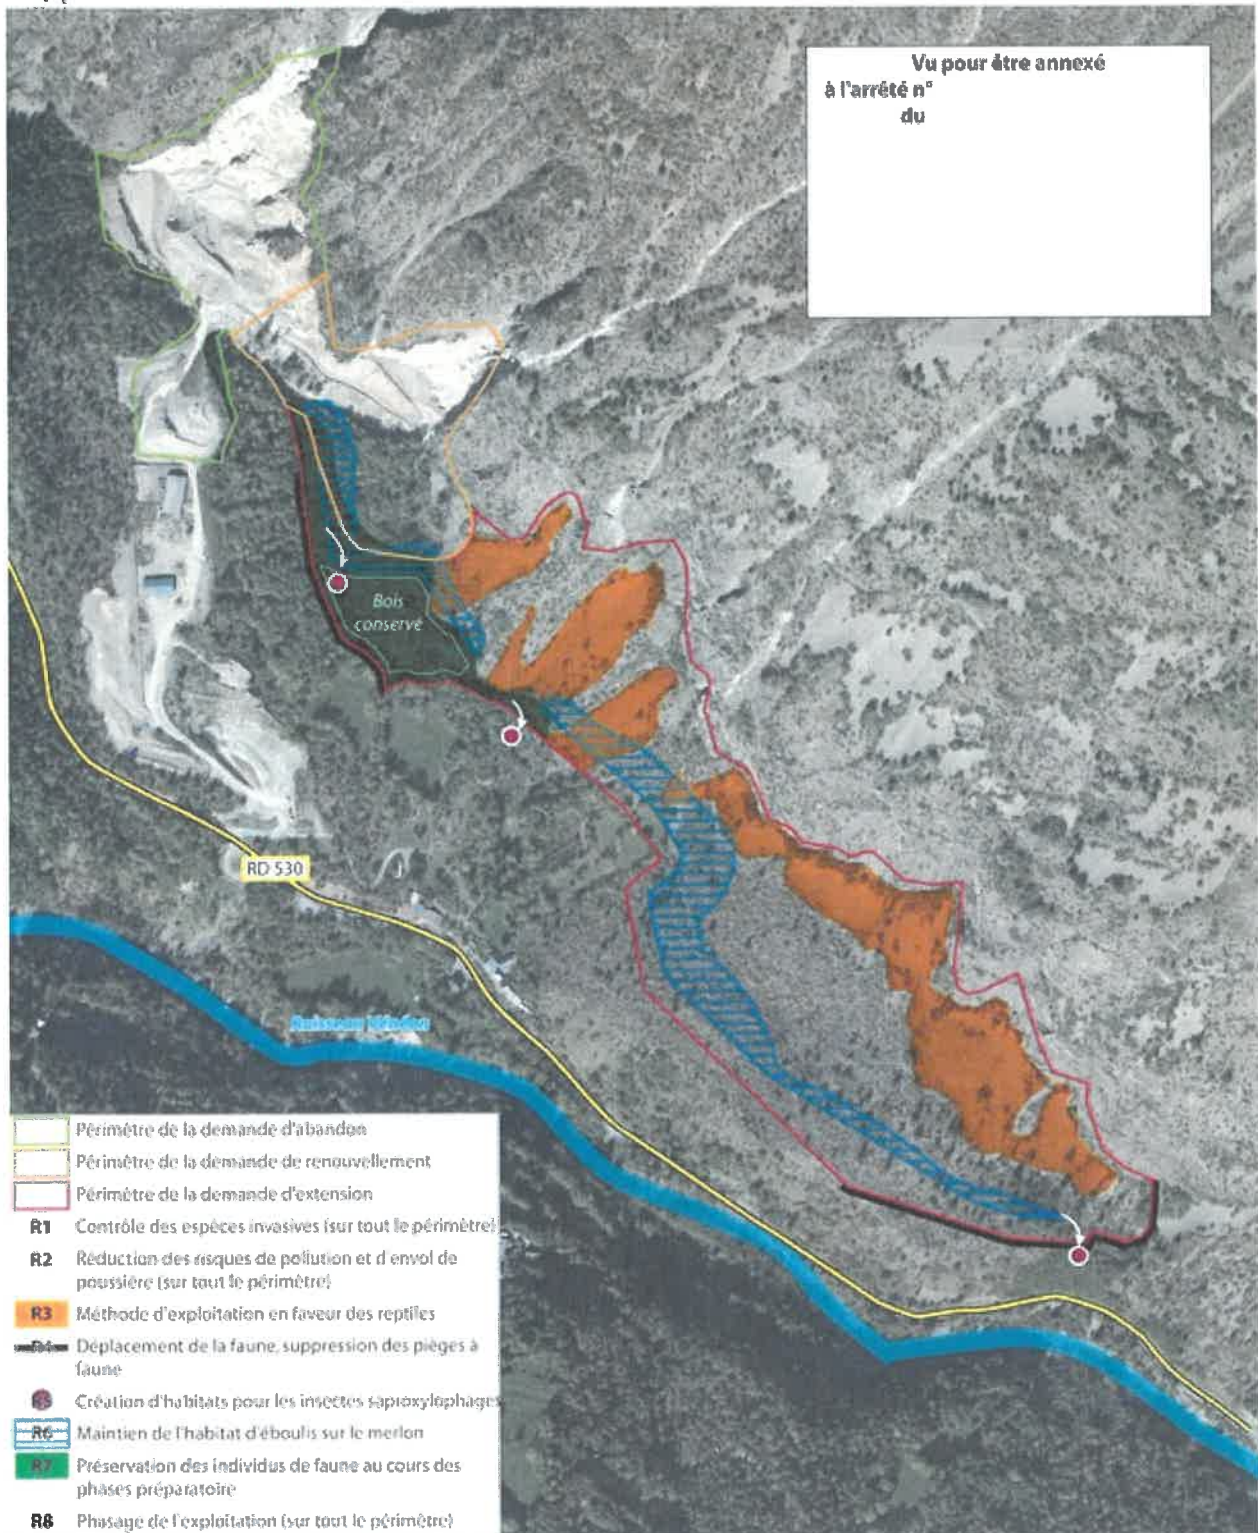 Vu pour être annexé
à l'arrêté n°
du
Bois
conservé
RD 530
Ruisseau Vénéon
Périmètre de la demande d'abandon
Périmètre de la demande de renouvellement
Périmètre de la demande d'extension
R1 Contrôle des espèces invasives (sur tout le périmètre)
R2 Réduction des risques de pollution et d'envol de
poussière (sur tout le périmètre)
R3 Méthode d'exploitation en faveur des reptiles
R4 Déplacement de la faune, suppression des pièges à
faune
R5 Création d'habitats pour les insectes saproxylophages
R6 Maintien de l'habitat d'éboulis sur le merlon
R7 Préservation des individus de faune au cours des
phases préparatoire
R8 Phasage de l'exploitation (sur tout le périmètre)